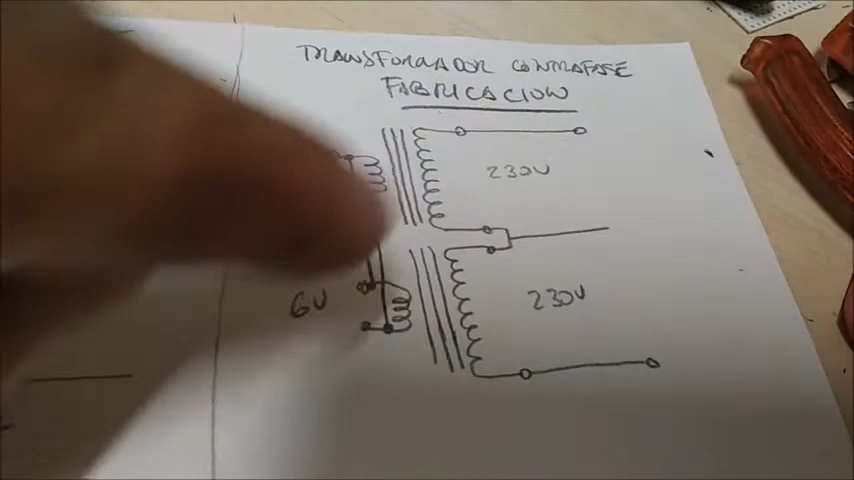 TRANSFORMADOR CONTRAFASE
FABRICACION
230V
6V
230V